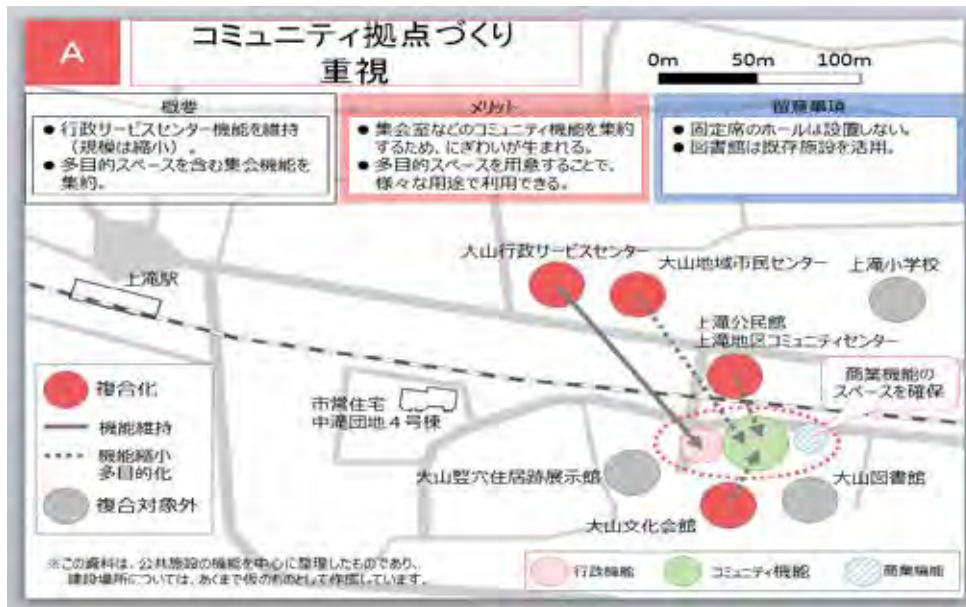 A
コミュニティ拠点づくり
重視
0m 50m 100m
概要
● 行政サービスセンター機能を維持
（規模は縮小）。
● 多目的スペースを含む集会機能を
集約。
メリット
● 集会室などのコミュニティ機能を集約
するため、にぎわいが生まれる。
● 多目的スペースを用意することで、
様々な用途で利用できる。
留意事項
● 固定席のホールは設置しない。
● 図書館は既存施設を活用。
大山行政サービスセンター
大山地域市民センター
上滝小学校
上滝駅
上滝公民館
上滝地区コミュニティセンター
商業機能の
スペースを確保
複合化
機能維持
機能縮小
多目的化
複合対象外
市営住宅
中滝団地４号棟
大山竪穴住居跡展示館
大山図書館
大山文化会館
※この資料は、公共施設の機能を中心に整理したものであり、
建設場所については、あくまで仮のものとして作成しています。
行政機能
コミュニティ機能
商業機能